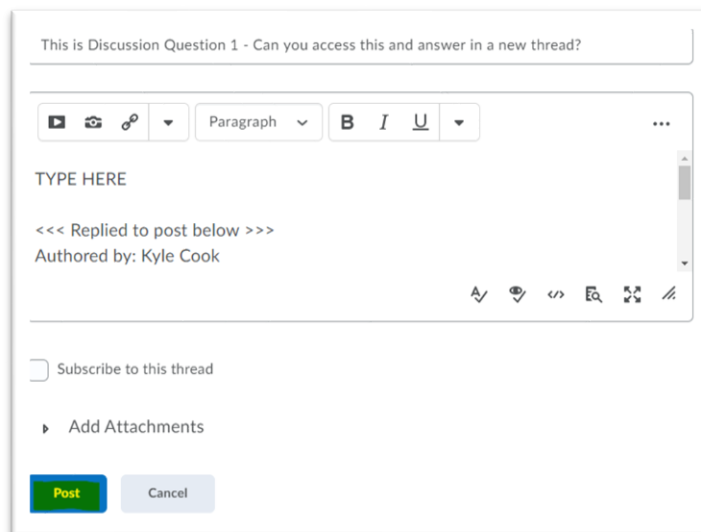 This is Discussion Question 1 - Can you access this and answer in a new thread?
Paragraph B I U ...
TYPE HERE
<<< Replied to post below >>>
Authored by: Kyle Cook
Subscribe to this thread
Add Attachments
Post Cancel